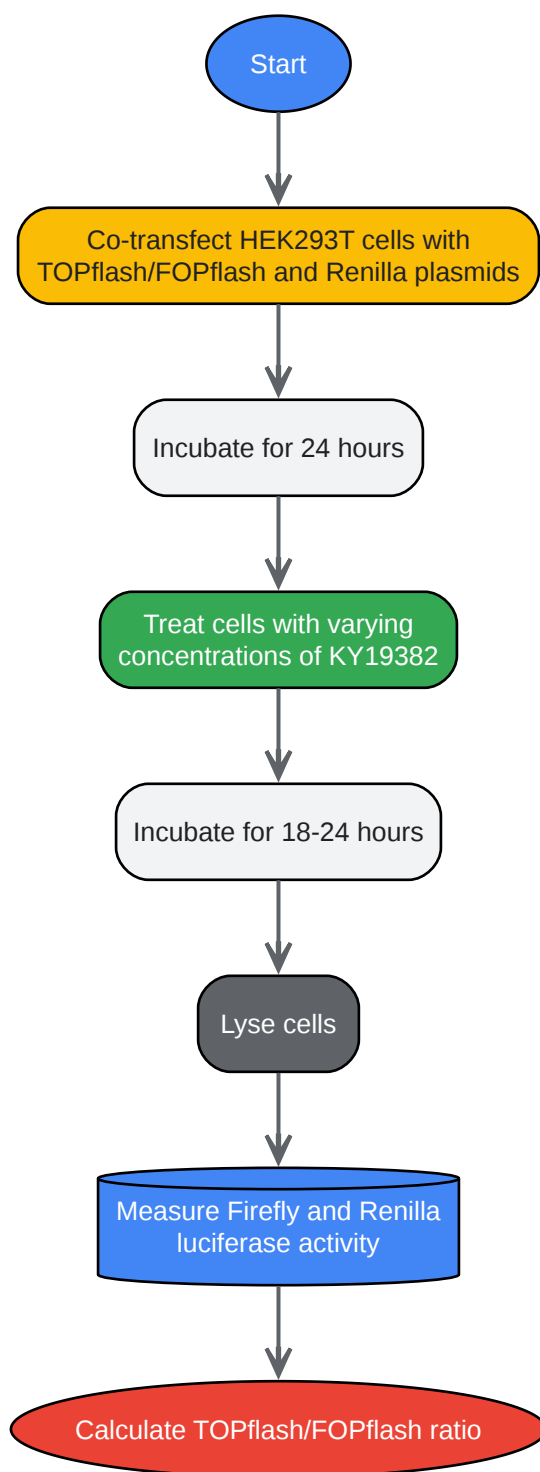 Start
Co-transfect HEK293T cells with
TOPflash/FOPflash and Renilla plasmids
Incubate for 24 hours
Treat cells with varying
concentrations of KY19382
Incubate for 18-24 hours
Lyse cells
Measure Firefly and Renilla
luciferase activity
Calculate TOPflash/FOPflash ratio